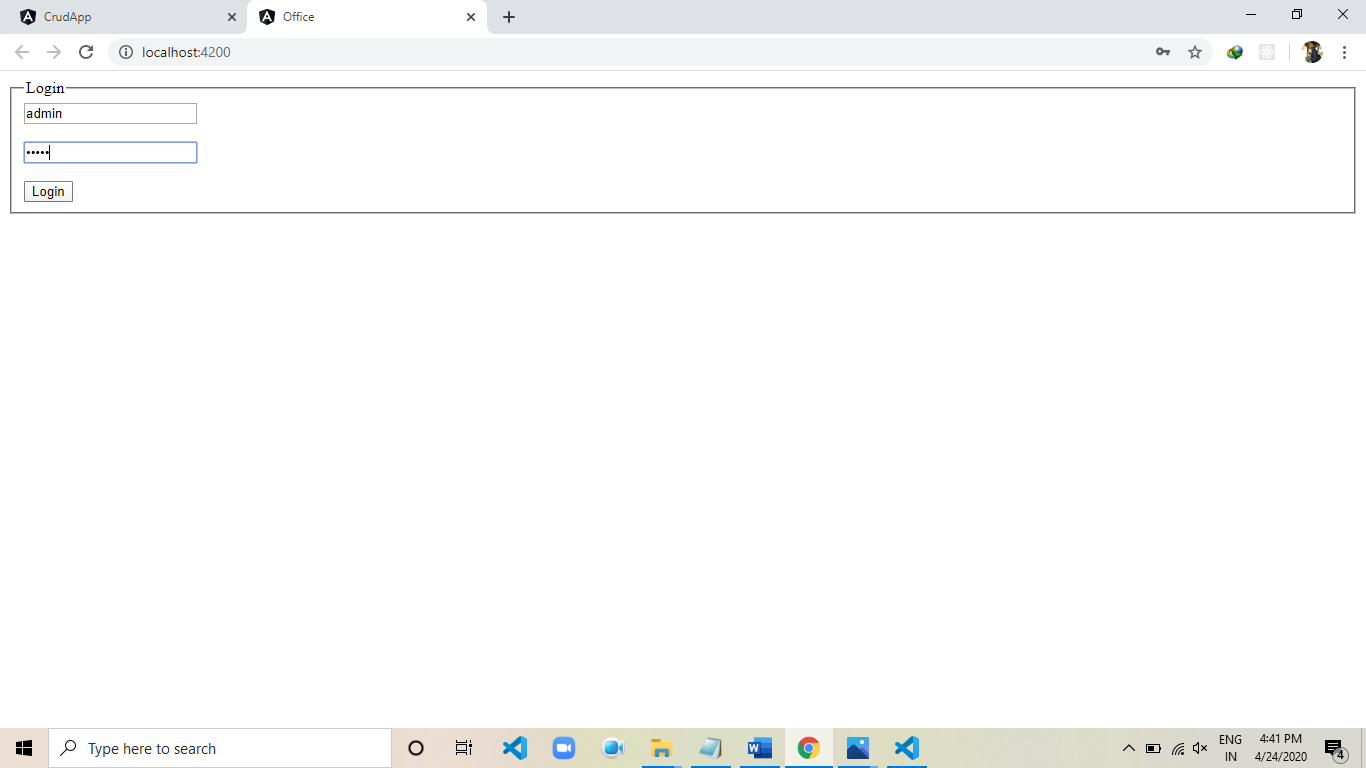 CrudApp
Office
localhost:4200
Login
admin
•••••
Login
Type here to search
ENG
IN
4:41 PM
4/24/2020
4